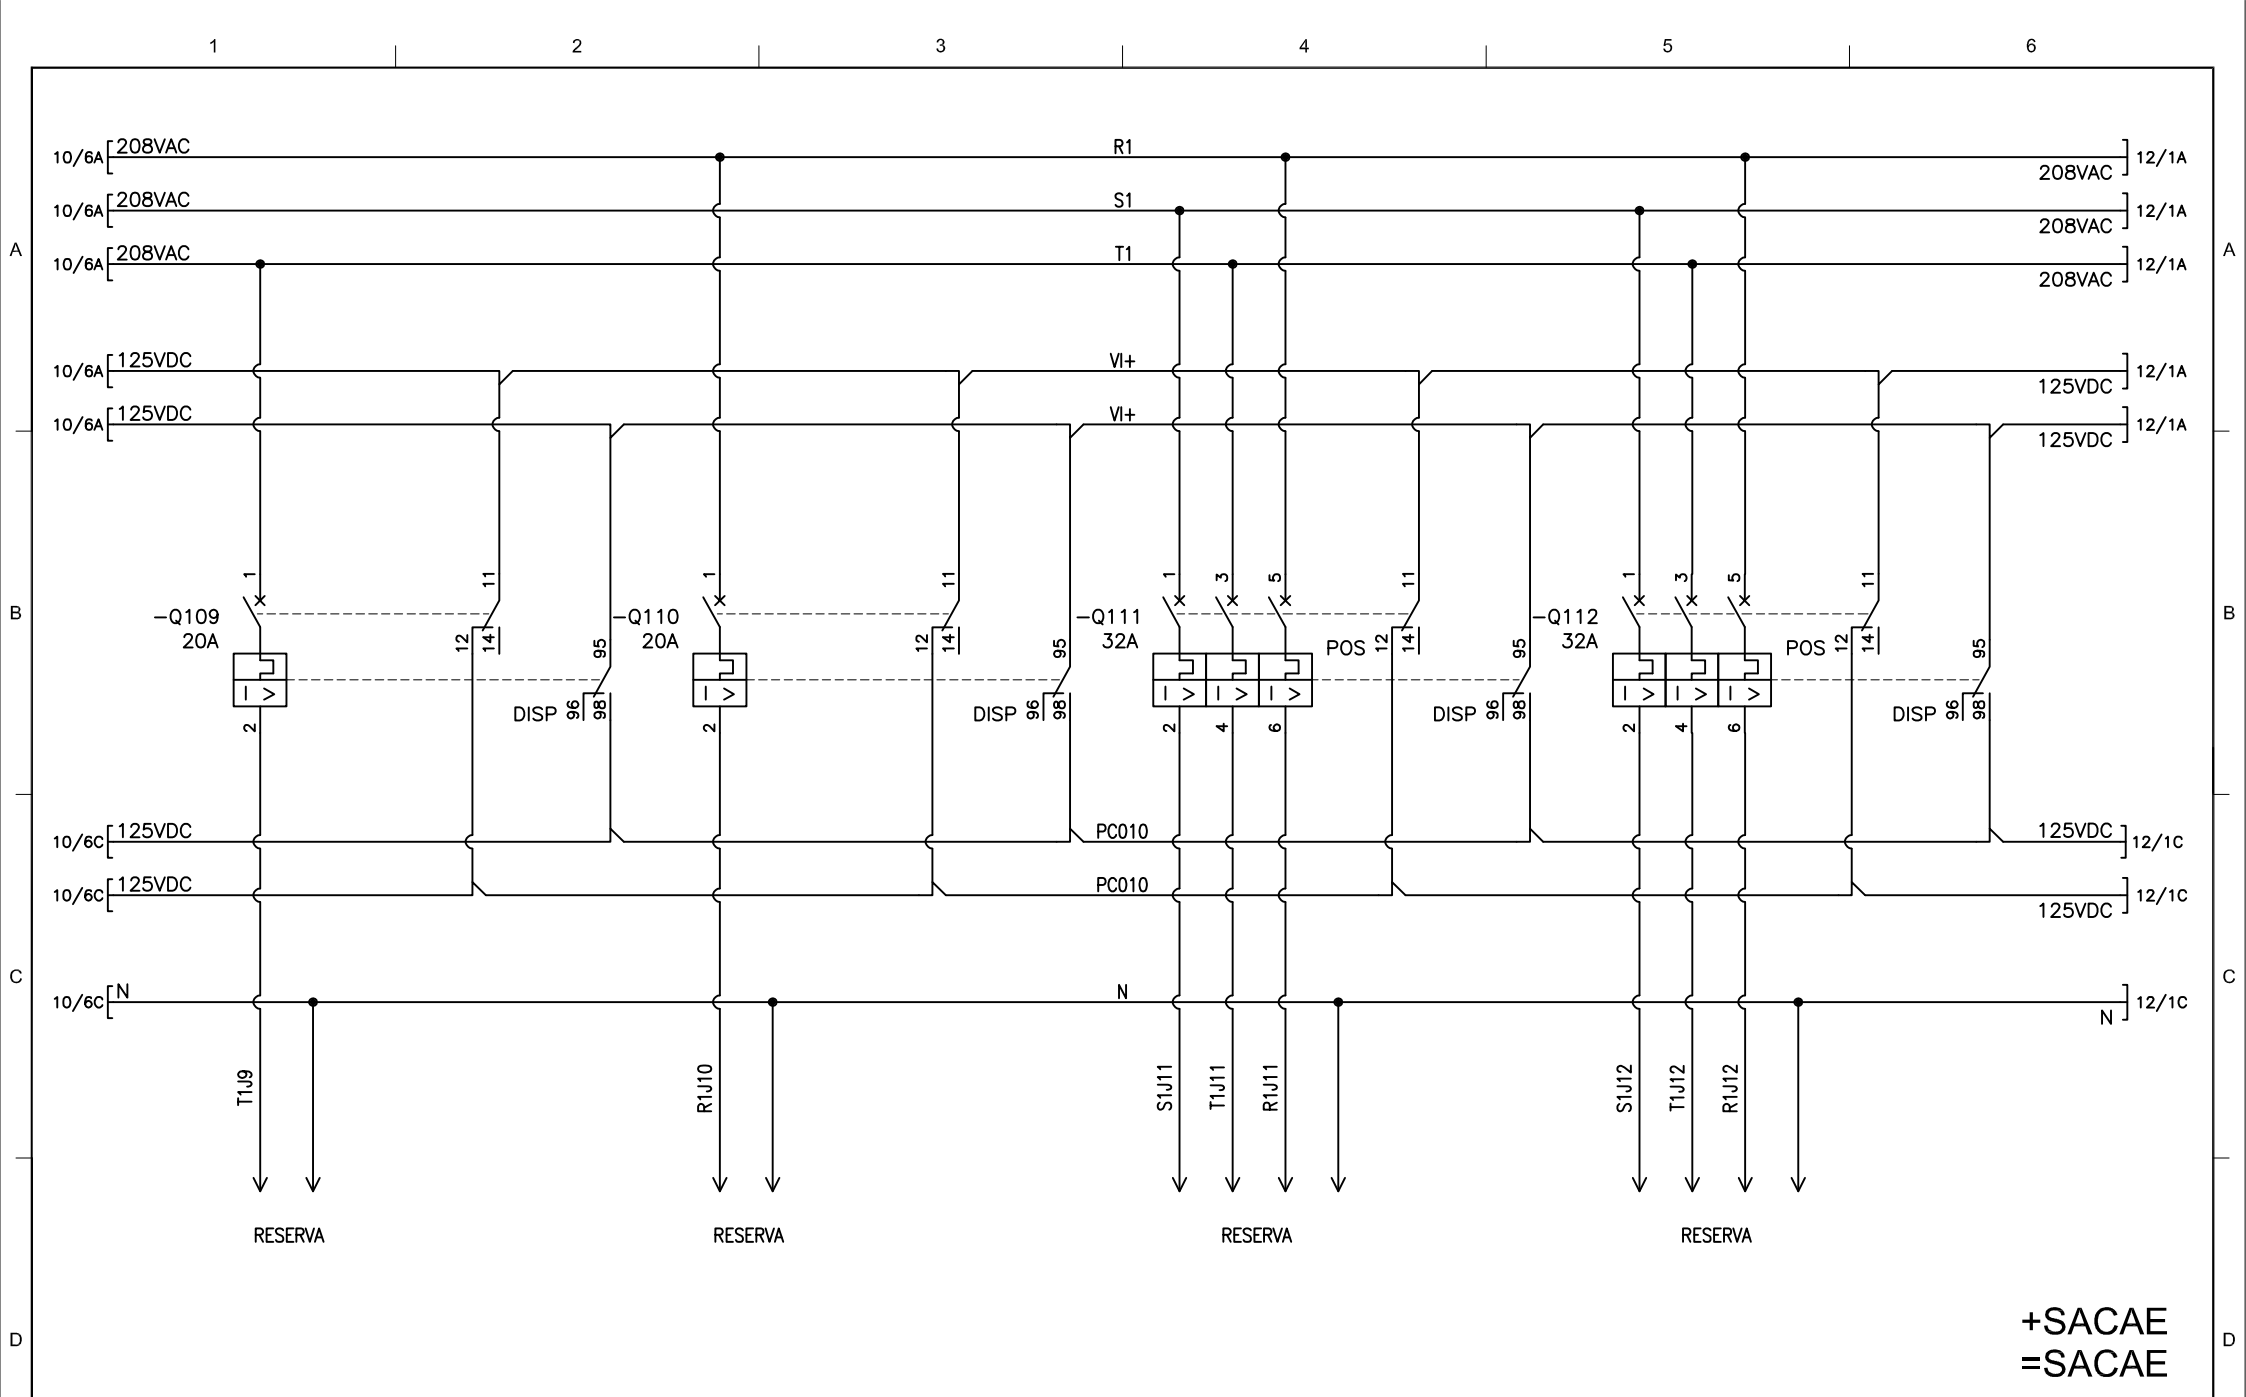 1 2 3 4 5 6
10/6A 208VAC R1 208VAC 12/1A
10/6A 208VAC S1 208VAC 12/1A
A 10/6A 208VAC T1 208VAC 12/1A A
10/6A 125VDC VI+ 125VDC 12/1A
10/6A 125VDC VI+ 125VDC 12/1A
1 11 1 11 1 3 5 11 1 3 5 11
B -Q109 -Q110 -Q111 -Q112 B
20A 12 14 95 20A 12 14 95 32A POS 12 14 95 32A POS 12 14 95
I > I > I > I > I > I > I > I >
2 DISP 96 98 2 DISP 96 98 2 4 6 DISP 96 98 2 4 6 DISP 96 98
10/6C 125VDC PC010 125VDC 12/1C
10/6C 125VDC PC010 125VDC 12/1C
C C
10/6C N N N 12/1C
T1J9 R1J10 S1J11 T1J11 R1J11 S1J12 T1J12 R1J12
RESERVA RESERVA RESERVA RESERVA
+SACAE
D =SACAE D